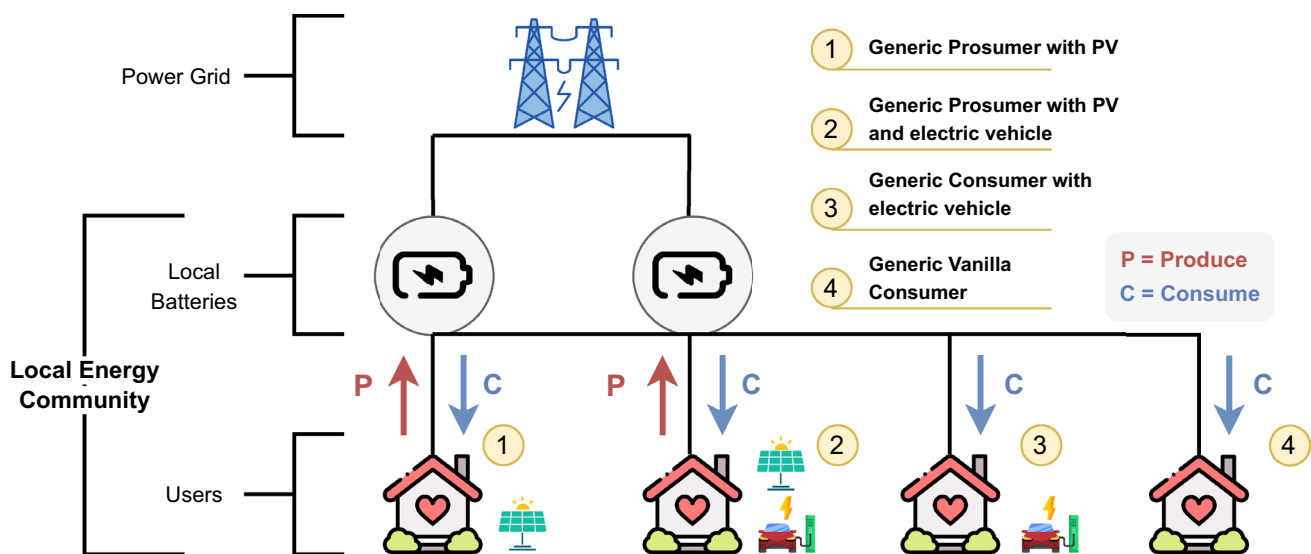 Power Grid
1
Generic Prosumer with PV
2
Generic Prosumer with PV
and electric vehicle
3
Generic Consumer with
electric vehicle
4
Generic Vanilla
Consumer
P = Produce
C = Consume
Local
Batteries
Local Energy
Community
P
C
P
C
C
C
1
2
3
4
Users